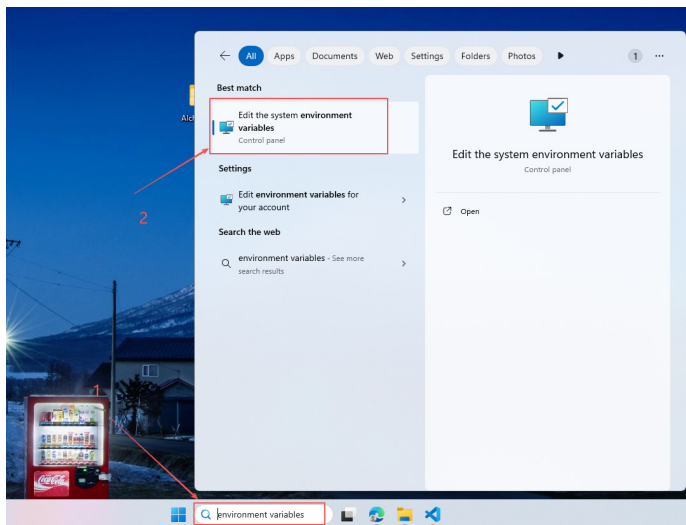 All Apps Documents Web Settings Folders Photos 1
Best match
Edit the system environment
variables
Control panel
Settings
Edit environment variables for
your account
Search the web
environment variables - See more
search results
Edit the system environment variables
Control panel
Open
2
1
Coca-Cola
environment variables